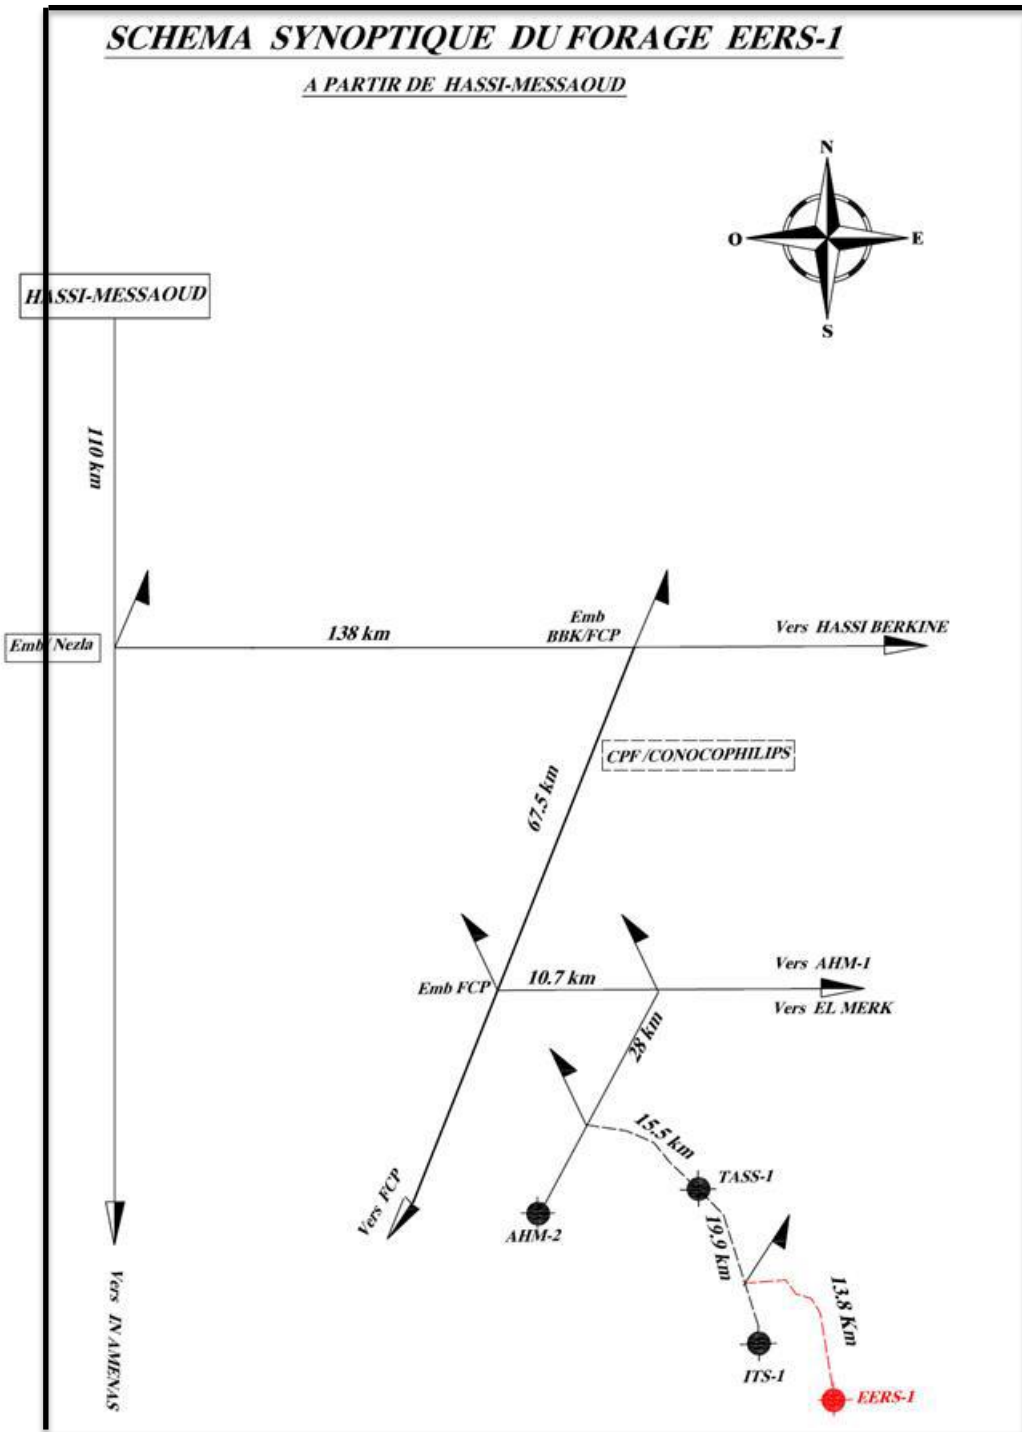 SCHEMA SYNOPTIQUE DU FORAGE EERS-1
A PARTIR DE HASSI-MESSAOUD
N
O
E
S
HASSI-MESSAOUD
110 km
Emb/Nezla
138 km
Emb
BBK/FCP
Vers HASSI BERKINE
CPF/CONOCOPHILIPS
67.5 km
Emb FCP
10.7 km
Vers AHM-1
Vers EL MERK
28 km
15.5 km
TASS-1
Vers FCP
AHM-2
19.9 km
13.8 Km
Vers IN AMENAS
ITS-1
EERS-1